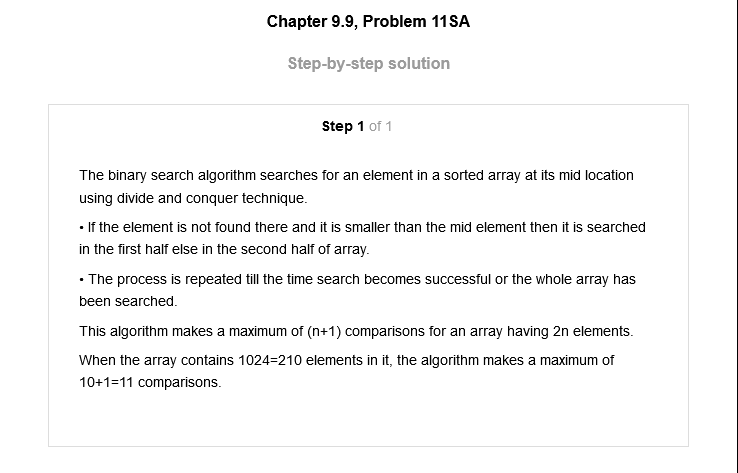 Chapter 9.9, Problem 11SA
Step-by-step solution
Step 1 of 1
The binary search algorithm searches for an element in a sorted array at its mid location
using divide and conquer technique.
• If the element is not found there and it is smaller than the mid element then it is searched
in the first half else in the second half of array.
• The process is repeated till the time search becomes successful or the whole array has
been searched.
This algorithm makes a maximum of (n+1) comparisons for an array having 2n elements.
When the array contains 1024=210 elements in it, the algorithm makes a maximum of
10+1=11 comparisons.